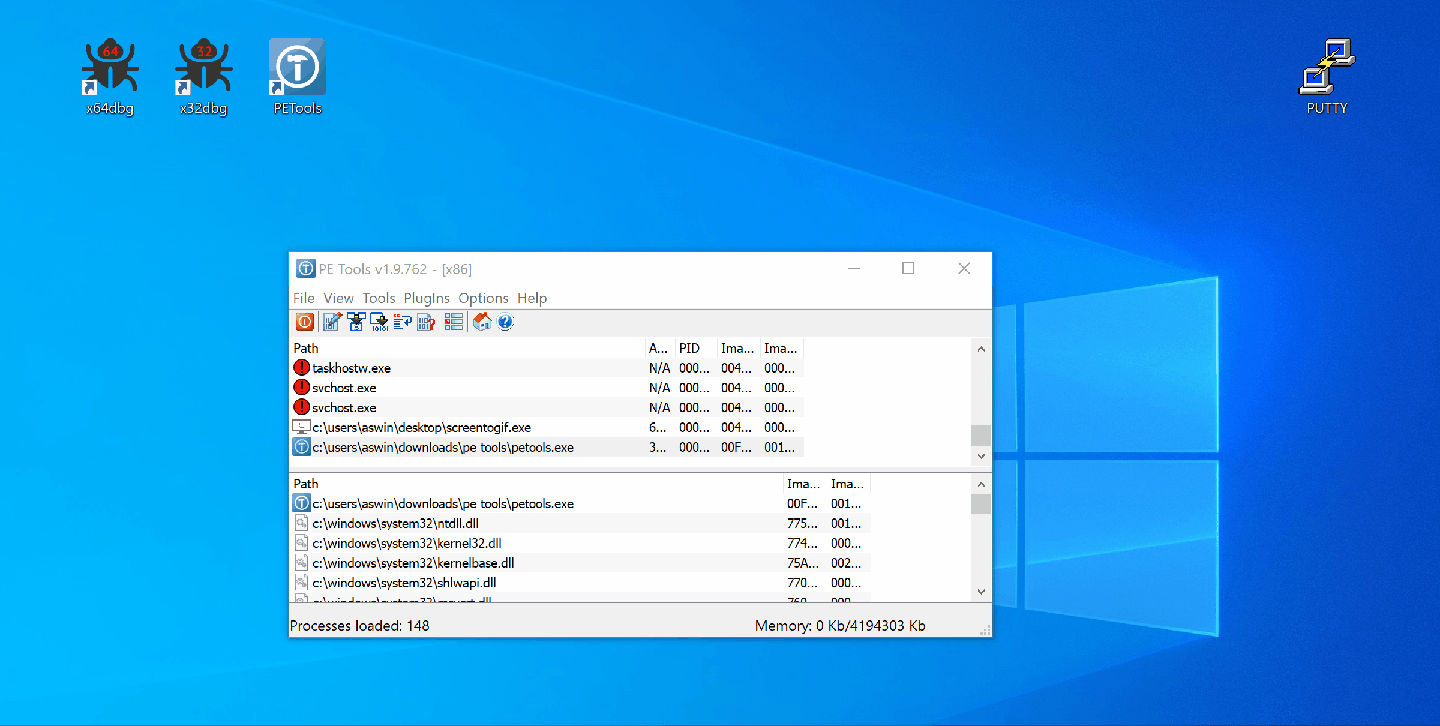 64
32
x64dbg
x32dbg
PETools
PUTTY
PE Tools v1.9.762 - [x86]
File View Tools PlugIns Options Help
Path A... PID Ima... Ima...
taskhostw.exe N/A 000... 004... 000...
svchost.exe N/A 000... 004... 000...
svchost.exe N/A 000... 004... 000...
c:\users\aswin\desktop\screentogif.exe 6... 000... 004... 000...
c:\users\aswin\downloads\pe tools\petools.exe 3... 000... 00F... 001...
Path Ima... Ima...
c:\users\aswin\downloads\pe tools\petools.exe 00F... 001...
c:\windows\system32\ntdll.dll 775... 001...
c:\windows\system32\kernel32.dll 774... 000...
c:\windows\system32\kernelbase.dll 75A... 002...
c:\windows\system32\shlwapi.dll 770... 000...
Processes loaded: 148 Memory: 0 Kb/4194303 Kb